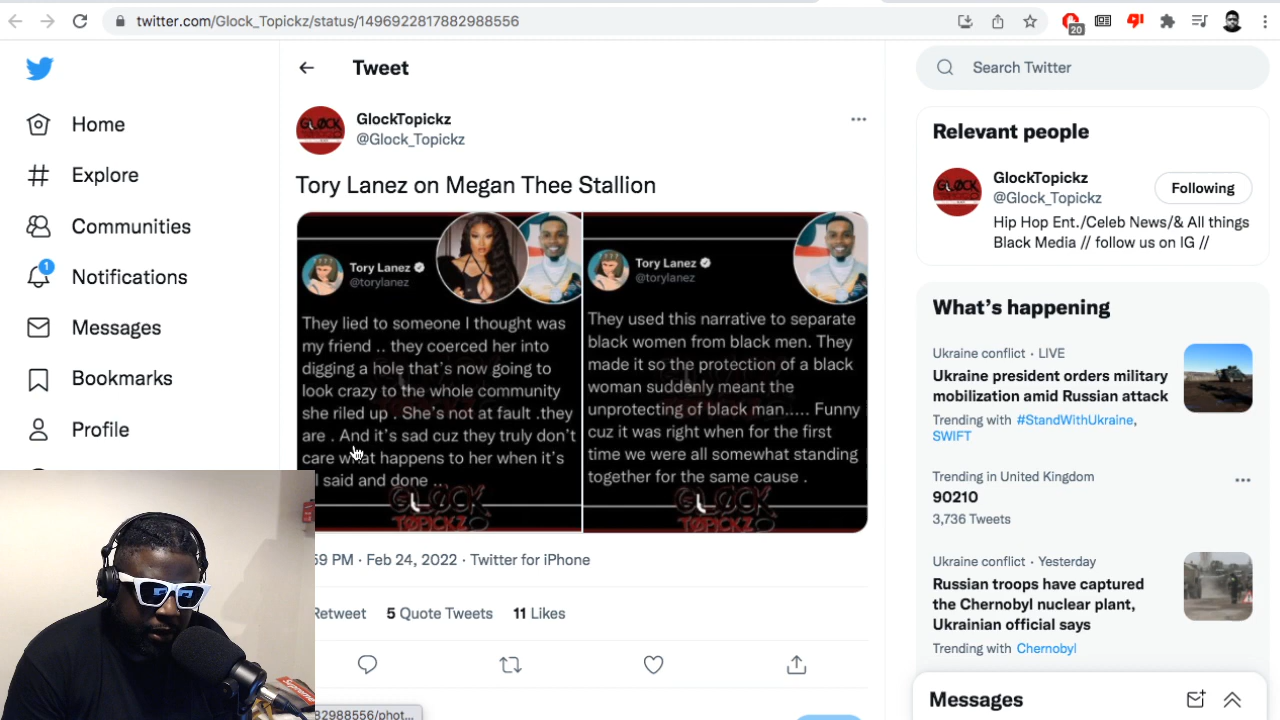 twitter.com/Glock_Topickz/status/1496922817882988556
20
Home
Explore
Communities
1
Notifications
Messages
Bookmarks
Profile
Tweet
GlockTopickz
@Glock_Topickz
Tory Lanez on Megan Thee Stallion
Tory Lanez
@torylanez
They lied to someone I thought was
my friend .. they coerced her into
digging a hole that's now going to
look crazy to the whole community
she riled up . She's not at fault .they
are . And it's sad cuz they truly don't
care what happens to her when it's
said and done ...
GLOCK
TOPICKZ
Tory Lanez
@torylanez
They used this narrative to separate
black women from black men. They
made it so the protection of a black
woman suddenly meant the
unprotecting of black man..... Funny
cuz it was right when for the first
time we were all somewhat standing
together for the same cause .
GLOCK
TOPICKZ
59 PM · Feb 24, 2022 · Twitter for iPhone
Retweet 5 Quote Tweets 11 Likes
82988556/phot...
Supreme
Search Twitter
Relevant people
GlockTopickz
@Glock_Topickz
Following
Hip Hop Ent./Celeb News/& All things
Black Media // follow us on IG //
What's happening
Ukraine conflict · LIVE
Ukraine president orders military
mobilization amid Russian attack
Trending with #StandWithUkraine,
SWIFT
Trending in United Kingdom
90210
3,736 Tweets
Ukraine conflict · Yesterday
Russian troops have captured
the Chernobyl nuclear plant,
Ukrainian official says
Trending with Chernobyl
Messages